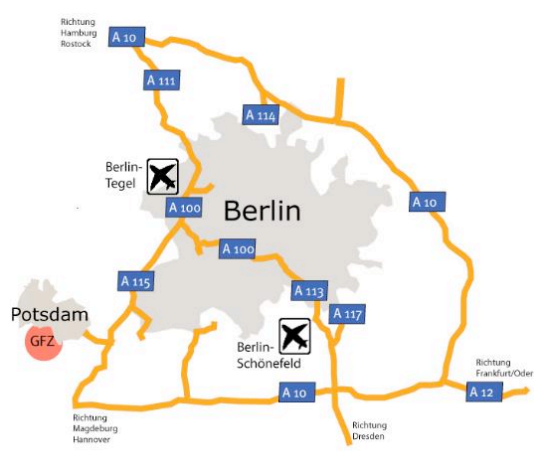 Richtung
Hamburg
Rostock
A 10
A 111
A 114
Berlin-
Tegel
A 100
Berlin
A 10
A 100
A 115
A 113
A 117
Potsdam
GFZ
Berlin-
Schönefeld
Richtung
Frankfurt/Oder
A 10
A 12
Richtung
Magdeburg
Hannover
Richtung
Dresden